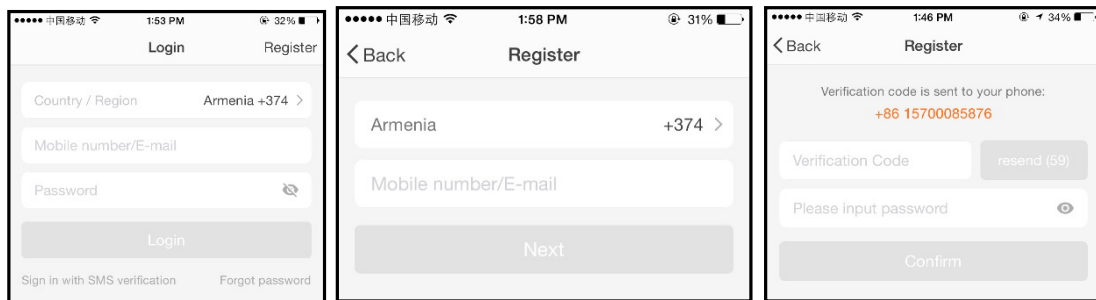 中国移动 1:53 PM 32%
Login Register
Country / Region Armenia +374 >
Mobile number/E-mail
Password
Login
Sign in with SMS verification Forgot password
中国移动 1:58 PM 31%
< Back Register
Armenia +374 >
Mobile number/E-mail
Next
中国移动 1:46 PM 34%
< Back Register
Verification code is sent to your phone:
+86 15700085876
Verification Code resend (59)
Please input password
Confirm